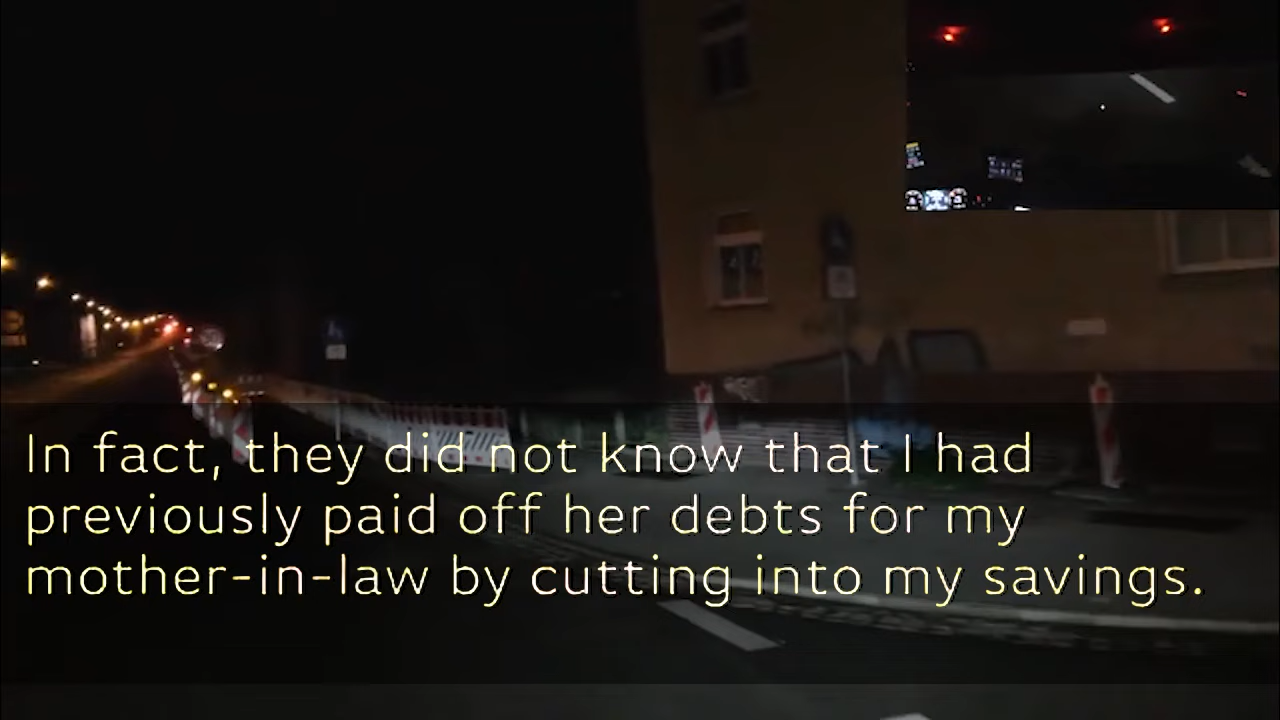 In fact, they did not know that I had
previously paid off her debts for my
mother-in-law by cutting into my savings.